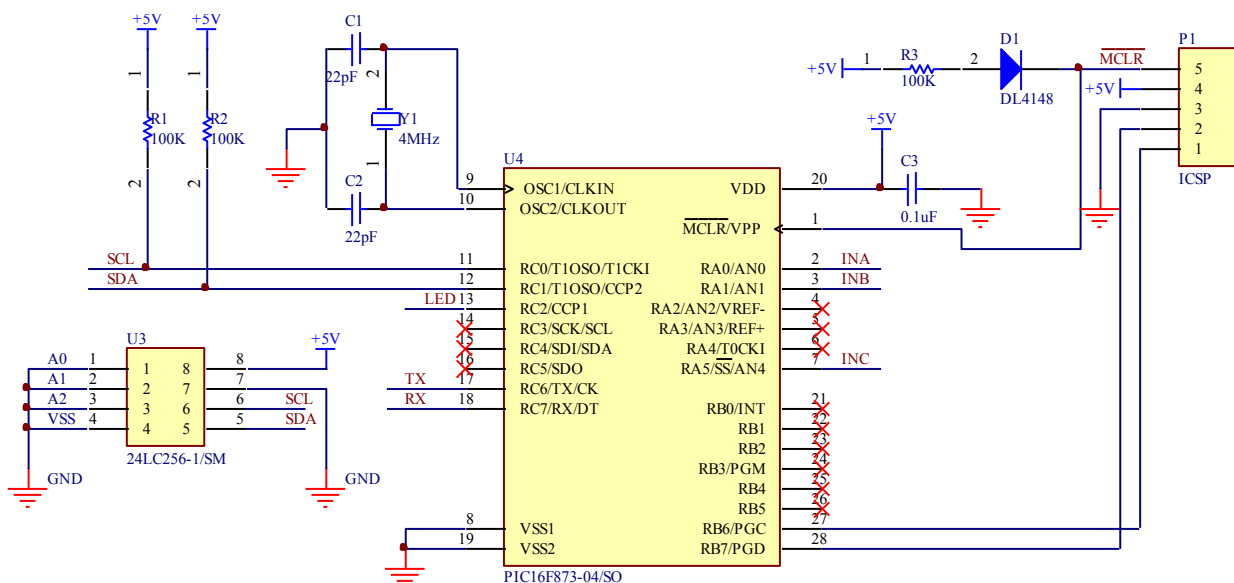 +5V
+5V
1
1
R1
100K
R2
100K
2
2
C1
22pF
2
Y1
4MHz
1
C2
22pF
+5V
1
R3
100K
2
D1
DL4148
MCLR
+5V
P1
5
4
3
2
1
ICSP
+5V
C3
0.1uF
U4
9 OSC1/CLKIN
10 OSC2/CLKOUT
SCL 11 RC0/T1OSO/T1CKI
SDA 12 RC1/T1OSO/CCP2
LED 13 RC2/CCP1
14 RC3/SCK/SCL
15 RC4/SDI/SDA
16 RC5/SDO
TX 17 RC6/TX/CK
RX 18 RC7/RX/DT
8 VSS1
19 VSS2
VDD 20
MCLR/VPP 1
RA0/AN0 2 INA
RA1/AN1 3 INB
RA2/AN2/VREF- 4
RA3/AN3/REF+ 5
RA4/T0CKI 6
RA5/SS/AN4 7 INC
RB0/INT 21
RB1 22
RB2 23
RB3/PGM 24
RB4 25
RB5 26
RB6/PGC 27
RB7/PGD 28
PIC16F873-04/SO
U3
+5V
A0 1 1 8 8
A1 2 2 7 7
A2 3 3 6 6 SCL
VSS 4 4 5 5 SDA
24LC256-1/SM
GND
GND